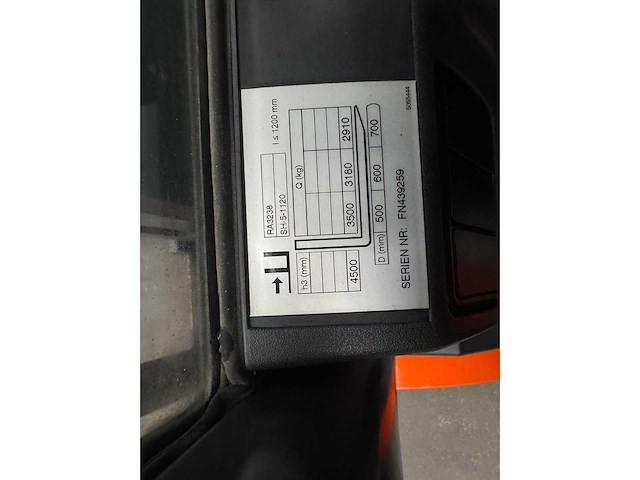 RA3238
SH-5-1120
l ≤ 1200 mm
h3 (mm) Q (kg)
4500 3500 3180 2910
D (mm) 500 600 700
SERIEN NR: FN439259
5055444